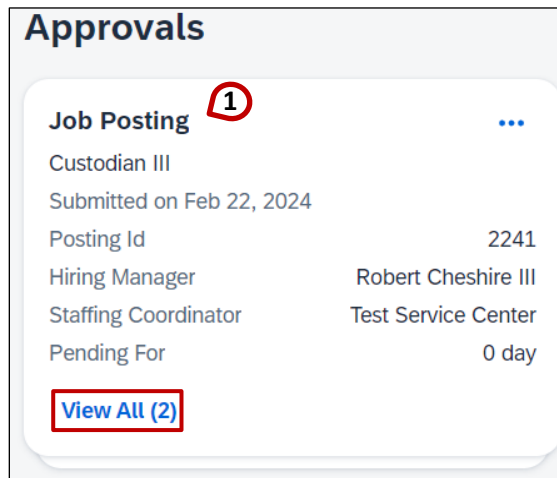 Approvals
Job Posting 1 •••
Custodian III
Submitted on Feb 22, 2024
Posting Id 2241
Hiring Manager Robert Cheshire III
Staffing Coordinator Test Service Center
Pending For 0 day
View All (2)